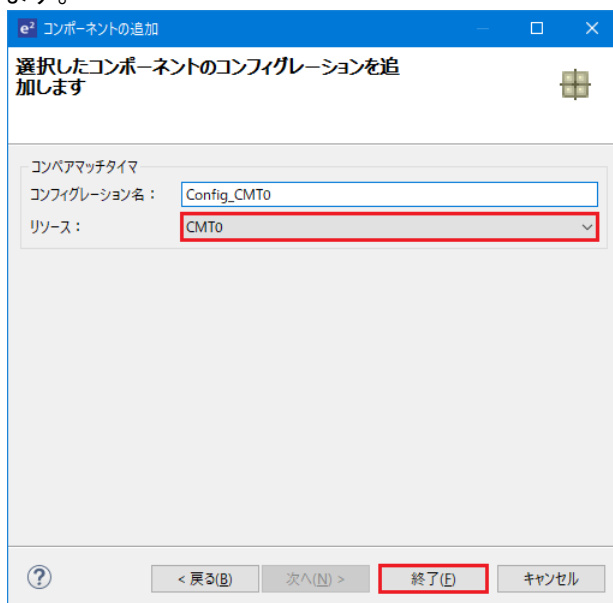 ます。
e² コンポーネントの追加
選択したコンポーネントのコンフィグレーションを追
加します
コンペアマッチタイマ
コンフィグレーション名： Config_CMT0
リソース： CMT0
? < 戻る(B) 次へ(N) > 終了(F) キャンセル